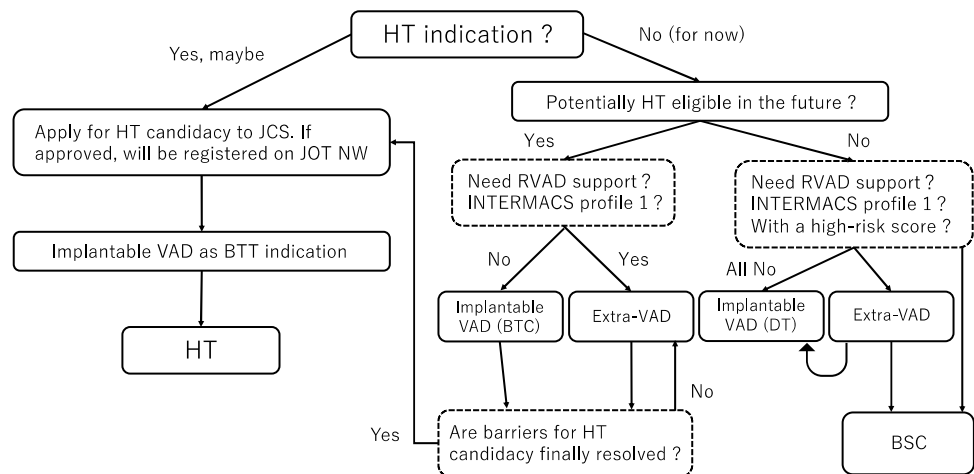 HT indication ?
Yes, maybe
No (for now)
Potentially HT eligible in the future ?
Apply for HT candidacy to JCS. If
approved, will be registered on JOT NW
Yes
No
Need RVAD support ?
INTERMACS profile 1 ?
Need RVAD support ?
INTERMACS profile 1 ?
With a high-risk score ?
Implantable VAD as BTT indication
No
Yes
All No
Implantable
VAD (BTC)
Extra-VAD
Implantable
VAD (DT)
Extra-VAD
HT
No
Yes
Are barriers for HT
candidacy finally resolved ?
BSC